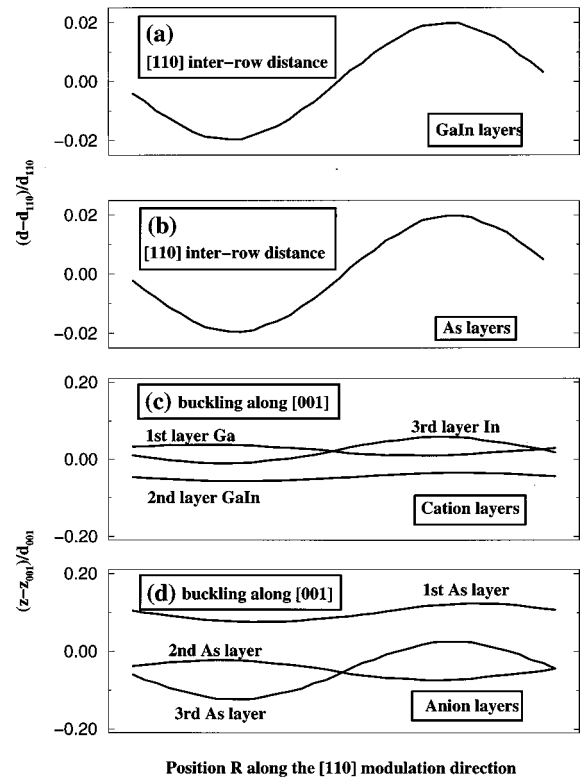 0.02
(a)
[110] inter-row distance
0.00
GaIn layers
-0.02
(d-d110)/d110
0.02
(b)
[110] inter-row distance
0.00
As layers
-0.02
0.20
(c) buckling along [001]
1st layer Ga
3rd layer In
0.00
2nd layer GaIn
Cation layers
-0.20
(z-z001)/d001
0.20
(d) buckling along [001]
1st As layer
2nd As layer
0.00
3rd As layer
Anion layers
-0.20
Position R along the [110] modulation direction